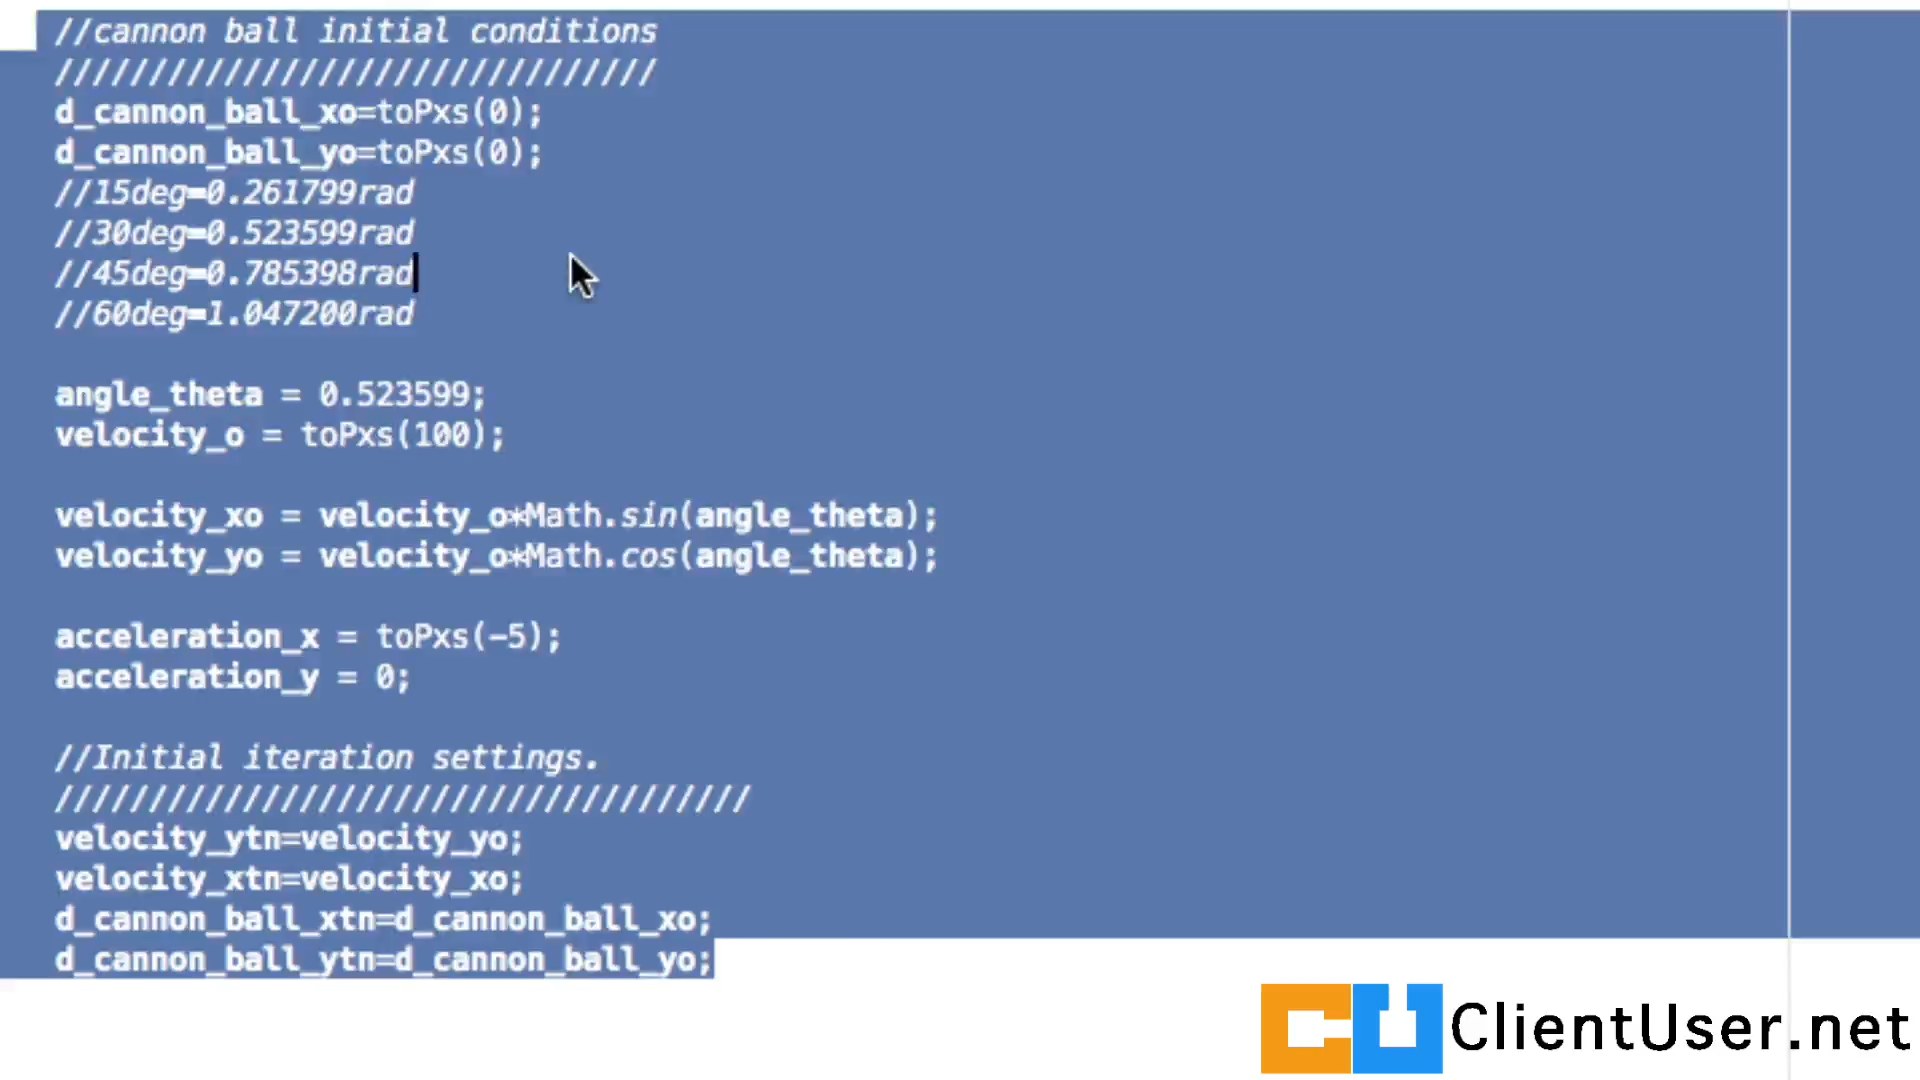 //cannon ball initial conditions
////////////////////////////////
d_cannon_ball_xo=toPxs(0);
d_cannon_ball_yo=toPxs(0);
//15deg=0.261799rad
//30deg=0.523599rad
//45deg=0.785398rad
//60deg=1.047200rad
angle_theta = 0.523599;
velocity_o = toPxs(100);
velocity_xo = velocity_o*Math.sin(angle_theta);
velocity_yo = velocity_o*Math.cos(angle_theta);
acceleration_x = toPxs(-5);
acceleration_y = 0;
//Initial iteration settings.
/////////////////////////////////////
velocity_ytn=velocity_yo;
velocity_xtn=velocity_xo;
d_cannon_ball_xtn=d_cannon_ball_xo;
d_cannon_ball_ytn=d_cannon_ball_yo;
CU ClientUser.net